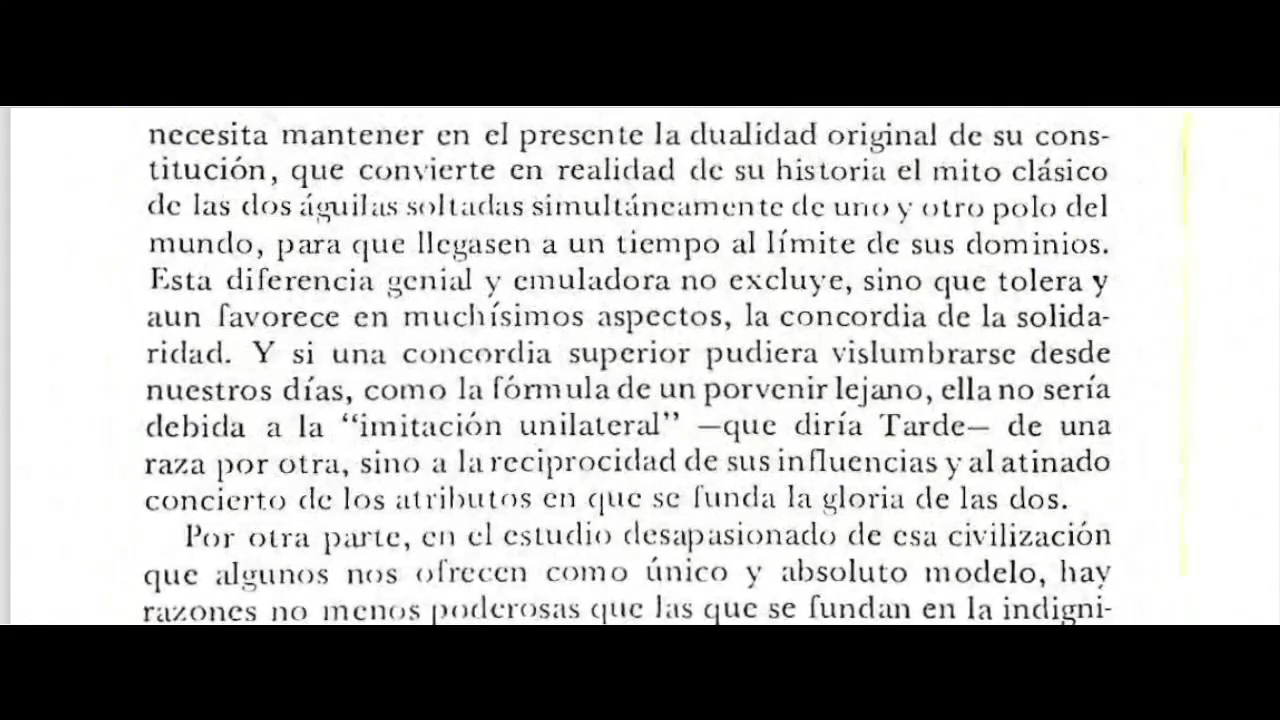 necesita mantener en el presente la dualidad original de su cons-
titución, que convierte en realidad de su historia el mito clásico
de las dos águilas soltadas simultáneamente de uno y otro polo del
mundo, para que llegasen a un tiempo al límite de sus dominios.
Esta diferencia genial y emuladora no excluye, sino que tolera y
aun favorece en muchísimos aspectos, la concordia de la solida-
ridad. Y si una concordia superior pudiera vislumbrarse desde
nuestros días, como la fórmula de un porvenir lejano, ella no sería
debida a la “imitación unilateral” —que diría Tarde— de una
raza por otra, sino a la reciprocidad de sus influencias y al atinado
concierto de los atributos en que se funda la gloria de las dos.
Por otra parte, en el estudio desapasionado de esa civilización
que algunos nos ofrecen como único y absoluto modelo, hay
razones no menos poderosas que las que se fundan en la indigni-